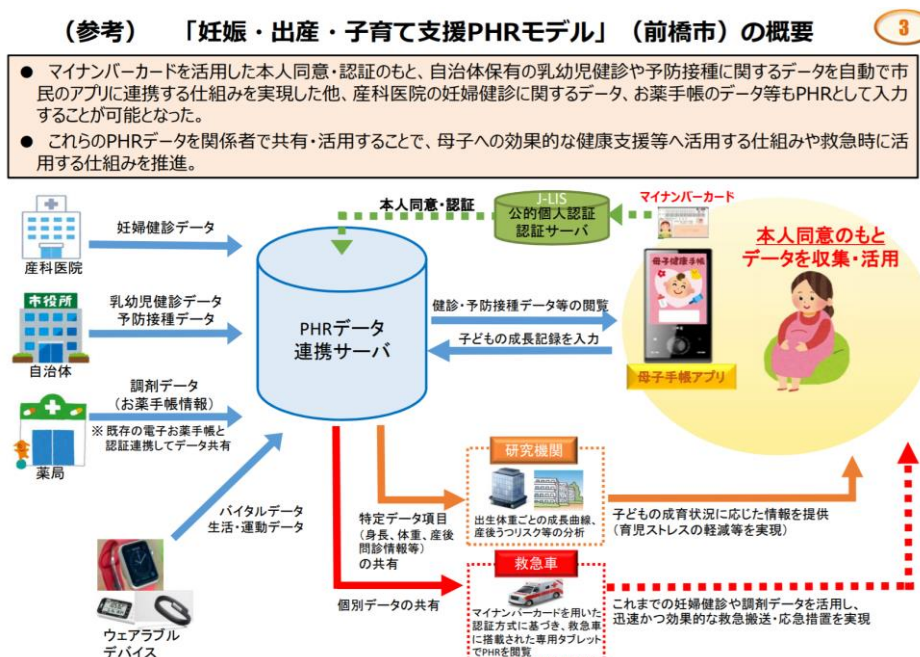 （参考）　「妊娠・出産・子育て支援PHRモデル」（前橋市）の概要
3
● マイナンバーカードを活用した本人同意・認証のもと、自治体保有の乳幼児健診や予防接種に関するデータを自動で市
民のアプリに連携する仕組みを実現した他、産科医院の妊婦健診に関するデータ、お薬手帳のデータ等もPHRとして入力
することが可能となった。
● これらのPHRデータを関係者で共有・活用することで、母子への効果的な健康支援等へ活用する仕組みや救急時に活
用する仕組みを推進。
産科医院
妊婦健診データ
市役所
自治体
乳幼児健診データ
予防接種データ
薬局
調剤データ
（お薬手帳情報）
※ 既存の電子お薬手帳と
認証連携してデータ共有
バイタルデータ
生活・運動データ
ウェアラブル
デバイス
PHRデータ
連携サーバ
本人同意・認証
J-LIS
公的個人認証
認証サーバ
マイナンバーカード
本人同意のもと
データを収集・活用
母子健康手帳
母子手帳アプリ
健診・予防接種データ等の閲覧
子どもの成長記録を入力
特定データ項目
（身長、体重、産後
問診情報等）
の共有
研究機関
出生体重ごとの成長曲線、
産後うつリスク等の分析
子どもの成育状況に応じた情報を提供
（育児ストレスの軽減等を実現）
個別データの共有
救急車
マイナンバーカードを用いた
認証方式に基づき、救急車
に搭載された専用タブレット
でPHRを閲覧
これまでの妊婦健診や調剤データを活用し、
迅速かつ効果的な救急搬送・応急措置を実現